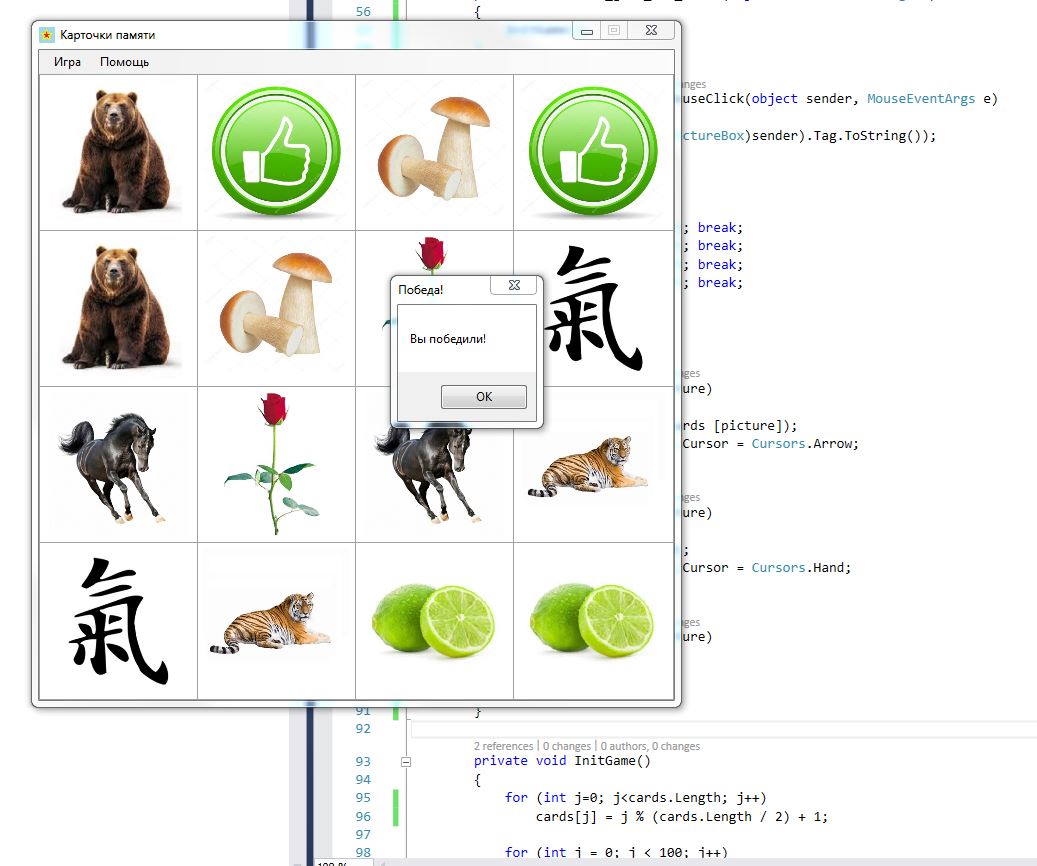 56
{
Карточки памяти
Игра Помощь
nges
useClick(object sender, MouseEventArgs e)
ctureBox)sender).Tag.ToString());
; break;
; break;
; break;
; break;
Победа!
Вы победили!
OK
氣
nges
ure)
rds [picture]);
Cursor = Cursors.Arrow;
nges
ure)
;
Cursor = Cursors.Hand;
氣
nges
ure)
91 }
92
2 references | 0 changes | 0 authors, 0 changes
93 private void InitGame()
94 {
95 for (int j=0; j<cards.Length; j++)
96 cards[j] = j % (cards.Length / 2) + 1;
97
98 for (int j = 0; j < 100; j++)